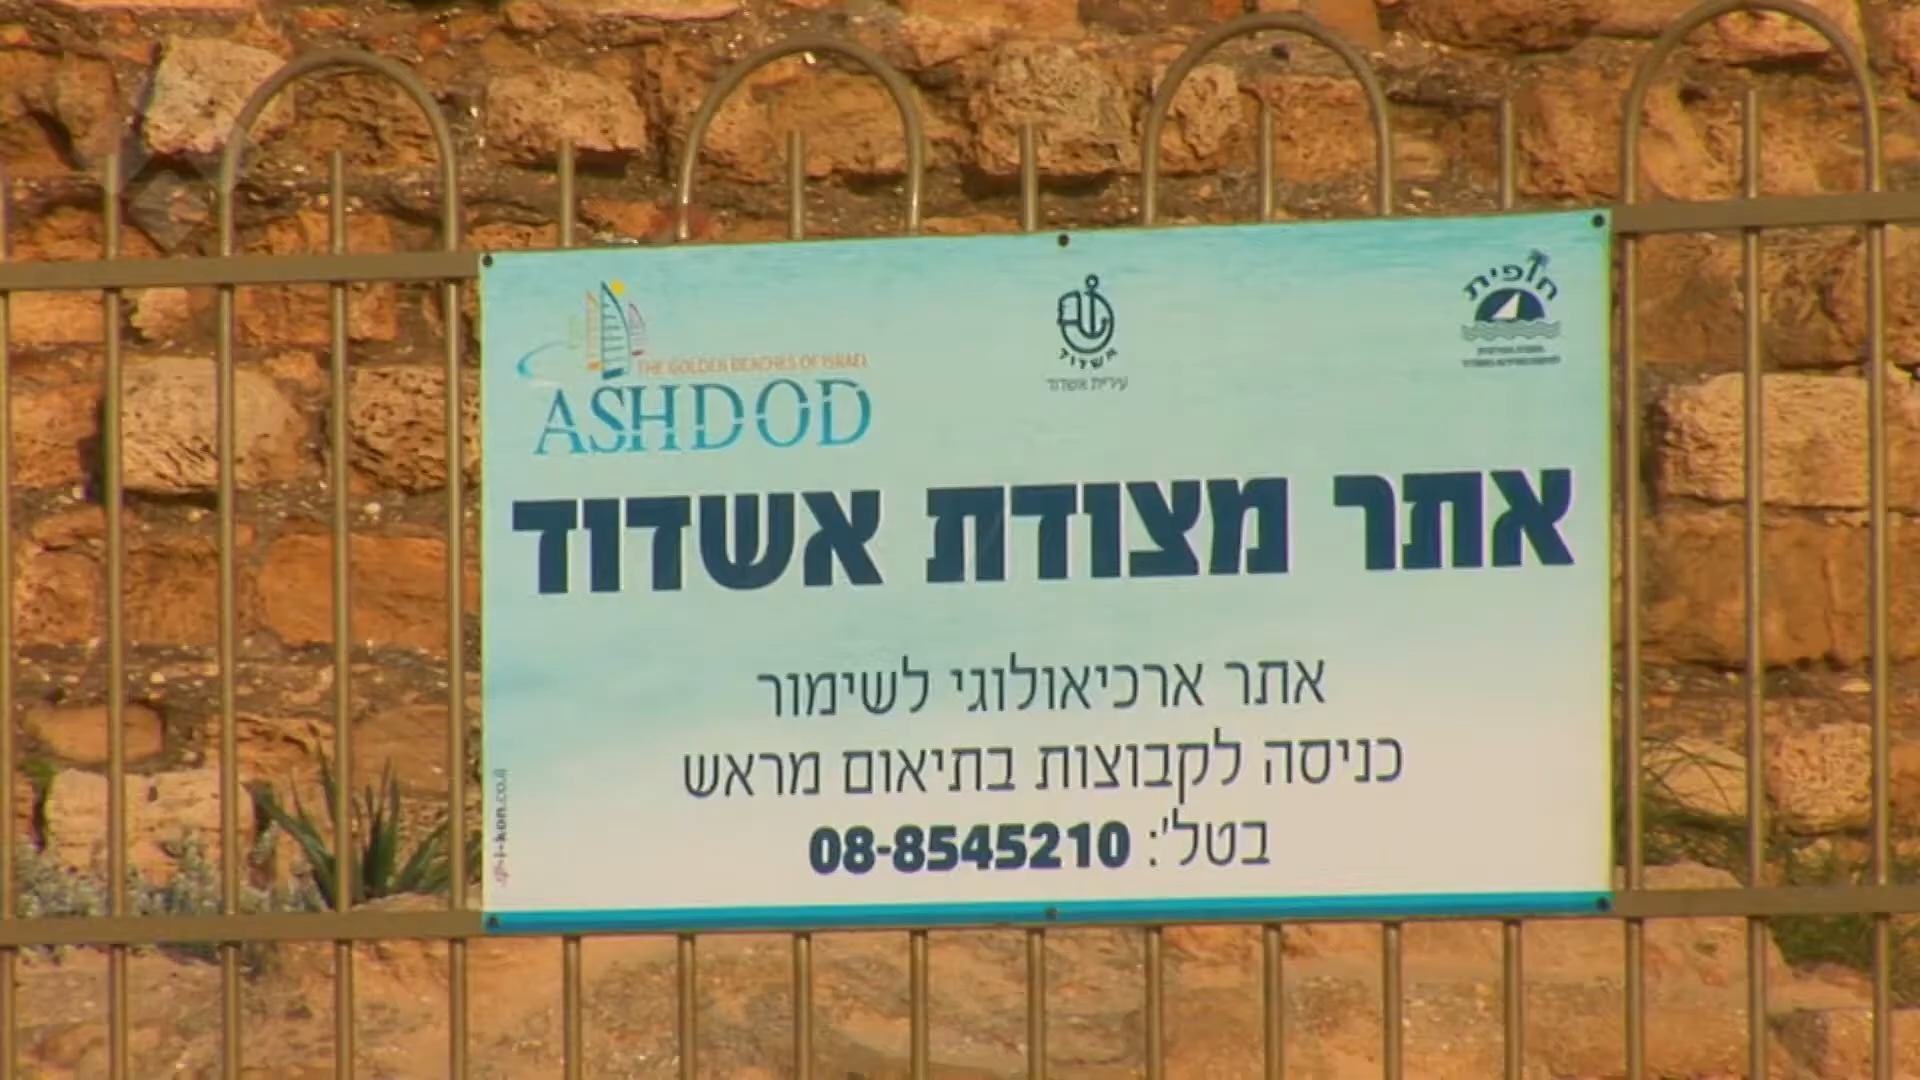 THE GOLDEN BEACHES OF ISRAEL
ASHDOD
אשדוד
עיריית אשדוד
חופית
אתר מצודת אשדוד
אתר ארכיאולוגי לשימור
כניסה לקבוצות בתיאום מראש
בטל': 08-8545210